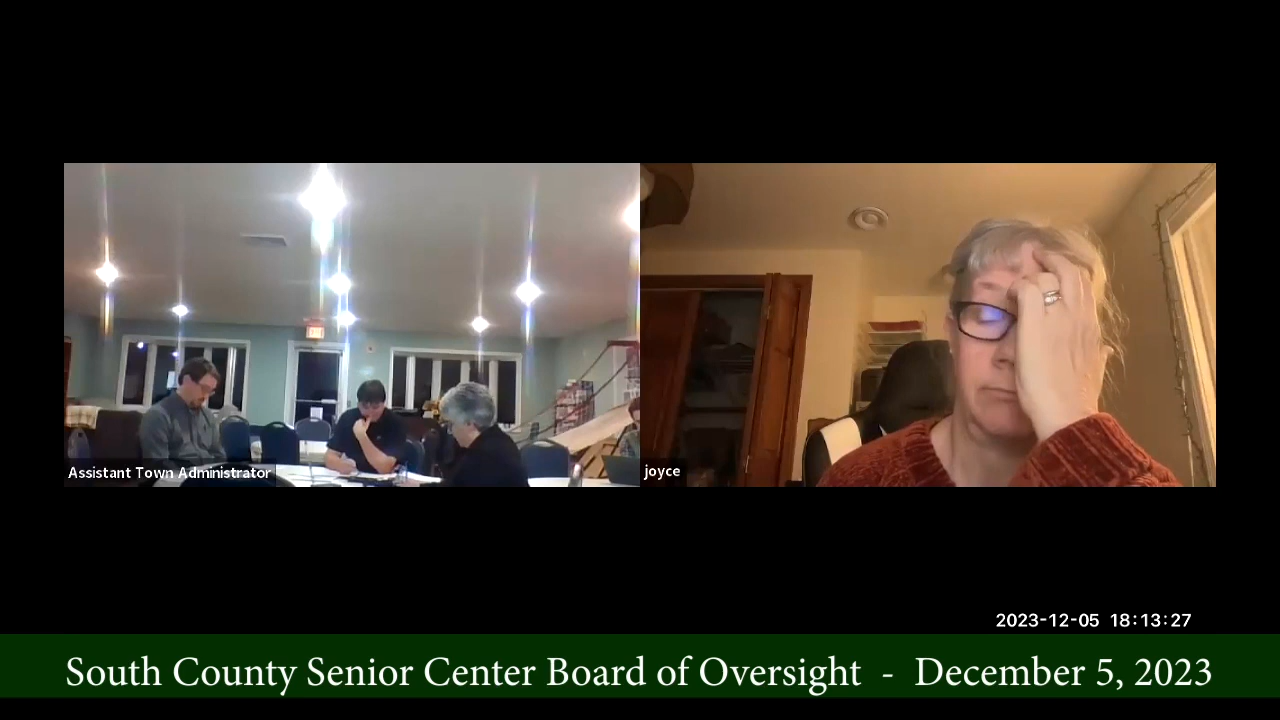 Assistant Town Administrator
joyce
2023-12-05 18:13:27
South County Senior Center Board of Oversight - December 5, 2023